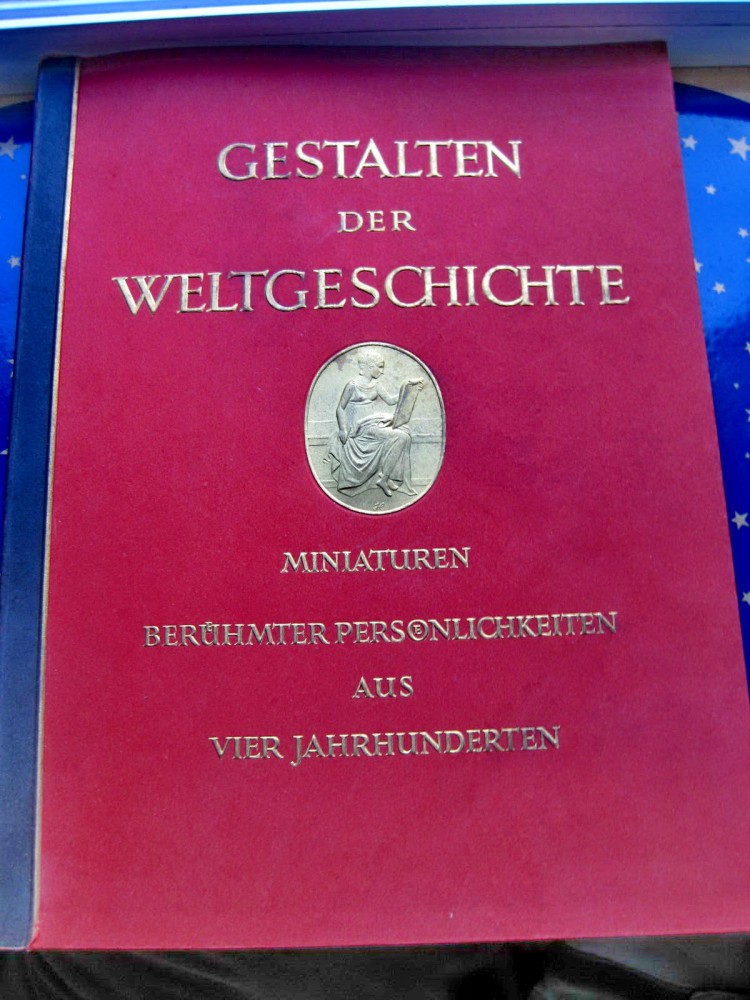 GESTALTEN
DER
WELTGESCHICHTE
MINIATUREN
BERÜHMTER PERSÖNLICHKEITEN
AUS
VIER JAHRHUNDERTEN